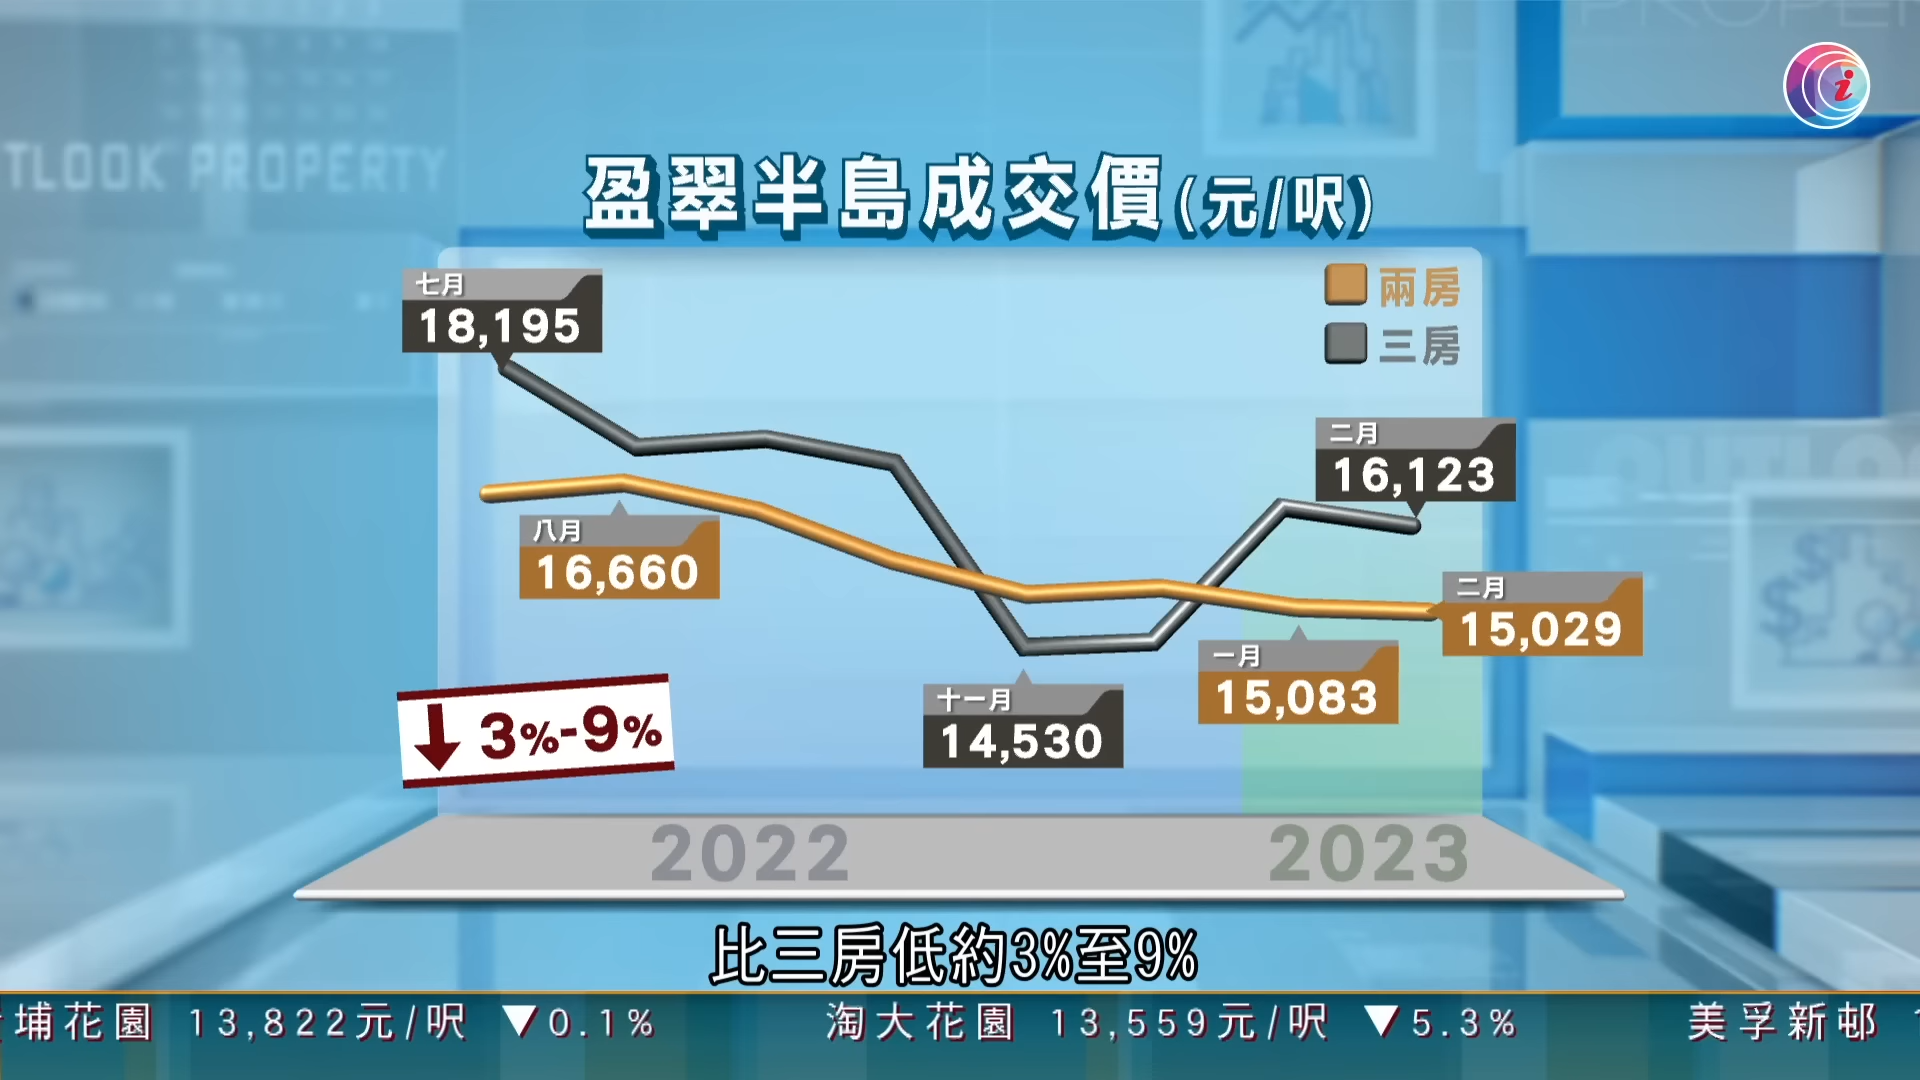 PROPER
TLOOK PROPERTY
i
盈翠半島成交價(元/呎)
兩房
三房
七月
18,195
二月
16,123
八月
16,660
二月
15,029
一月
15,083
十一月
14,530
3%-9%
2022
2023
比三房低約3%至9%
埔花園 13,822元/呎 ▼0.1% 淘大花園 13,559元/呎 ▼5.3% 美孚新邨